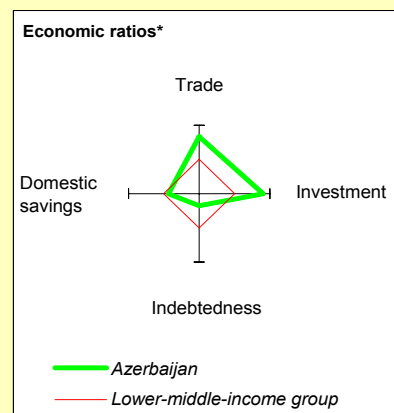 Economic ratios*
Trade
Domestic
savings
Investment
Indebtedness
Azerbaijan
Lower-middle-income group